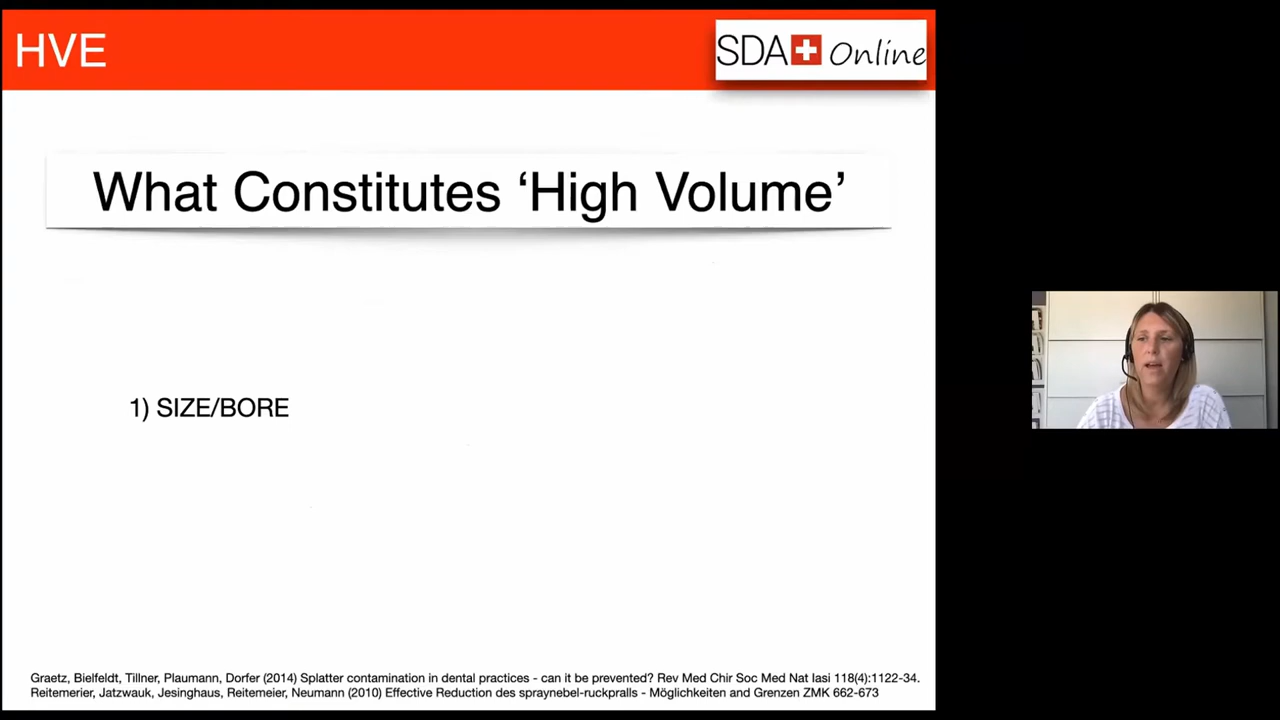 HVE
SDA Online
What Constitutes ‘High Volume’
1) SIZE/BORE
Graetz, Bielfeldt, Tillner, Plaumann, Dorfer (2014) Splatter contamination in dental practices - can it be prevented? Rev Med Chir Soc Med Nat Iasi 118(4):1122-34.
Reitemerier, Jatzwauk, Jesinghaus, Reitemeier, Neumann (2010) Effective Reduction des spraynebel-ruckpralls - Möglichkeiten and Grenzen ZMK 662-673